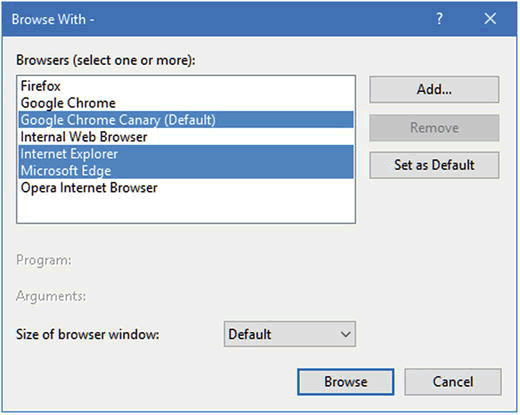 Browse With -
?
Browsers (select one or more):
Firefox
Google Chrome
Google Chrome Canary (Default)
Internal Web Browser
Internet Explorer
Microsoft Edge
Opera Internet Browser
Add...
Remove
Set as Default
Program:
Arguments:
Size of browser window:
Default
Browse
Cancel